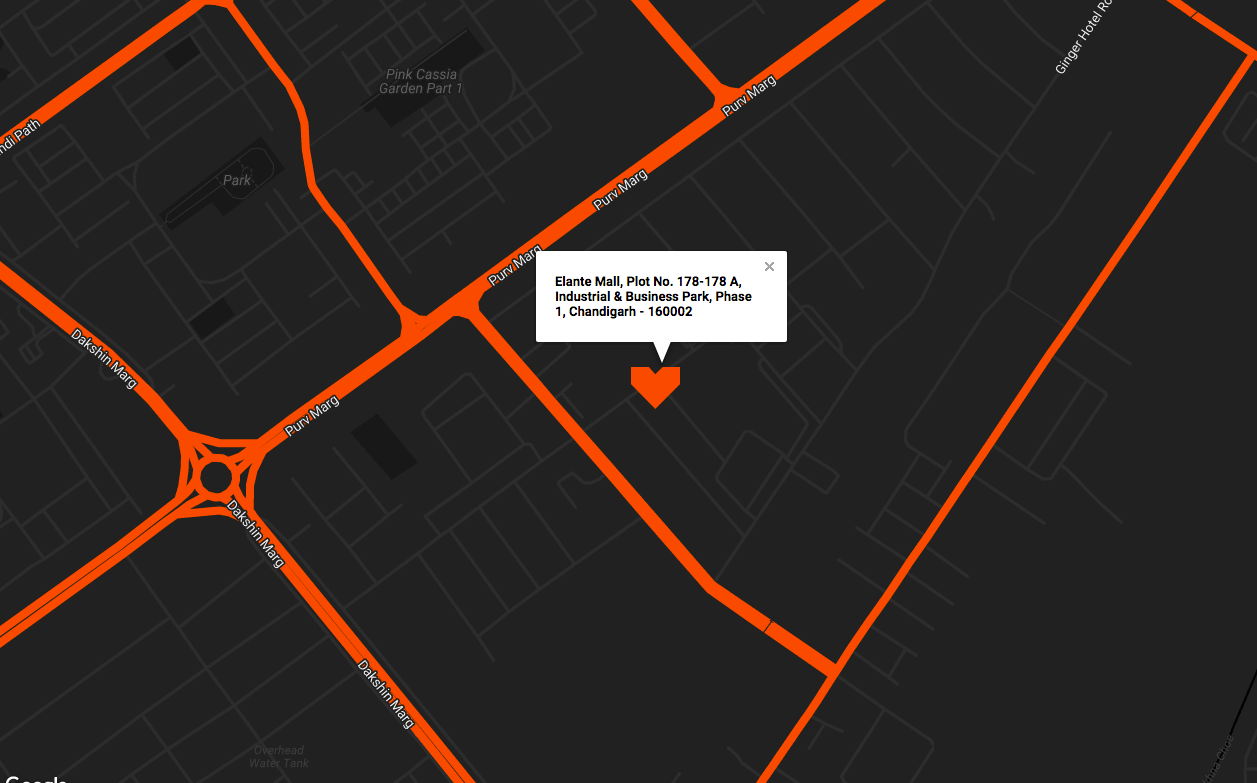 Ginger Hotel Ro
Pink Cassia
Garden Part 1
Purv Marg
ndi Path
Park
Purv Marg
Purv Marg
Elante Mall, Plot No. 178-178 A,
Industrial & Business Park, Phase
1, Chandigarh - 160002
Dakshin Marg
Purv Marg
Dakshin Marg
Dakshin Marg
Overhead
Water Tank
Google